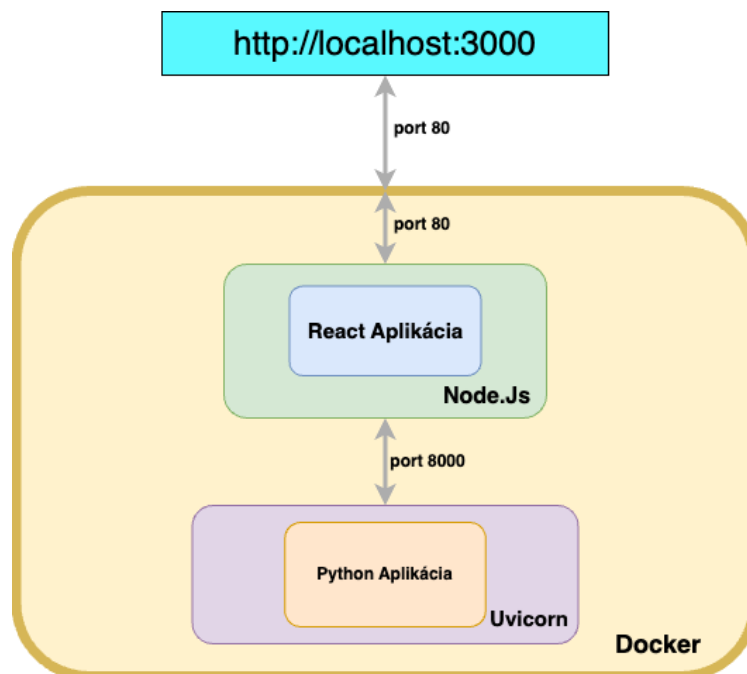 http://localhost:3000
port 80
port 80
React Aplikácia
Node.Js
port 8000
Python Aplikácia
Uvicorn
Docker